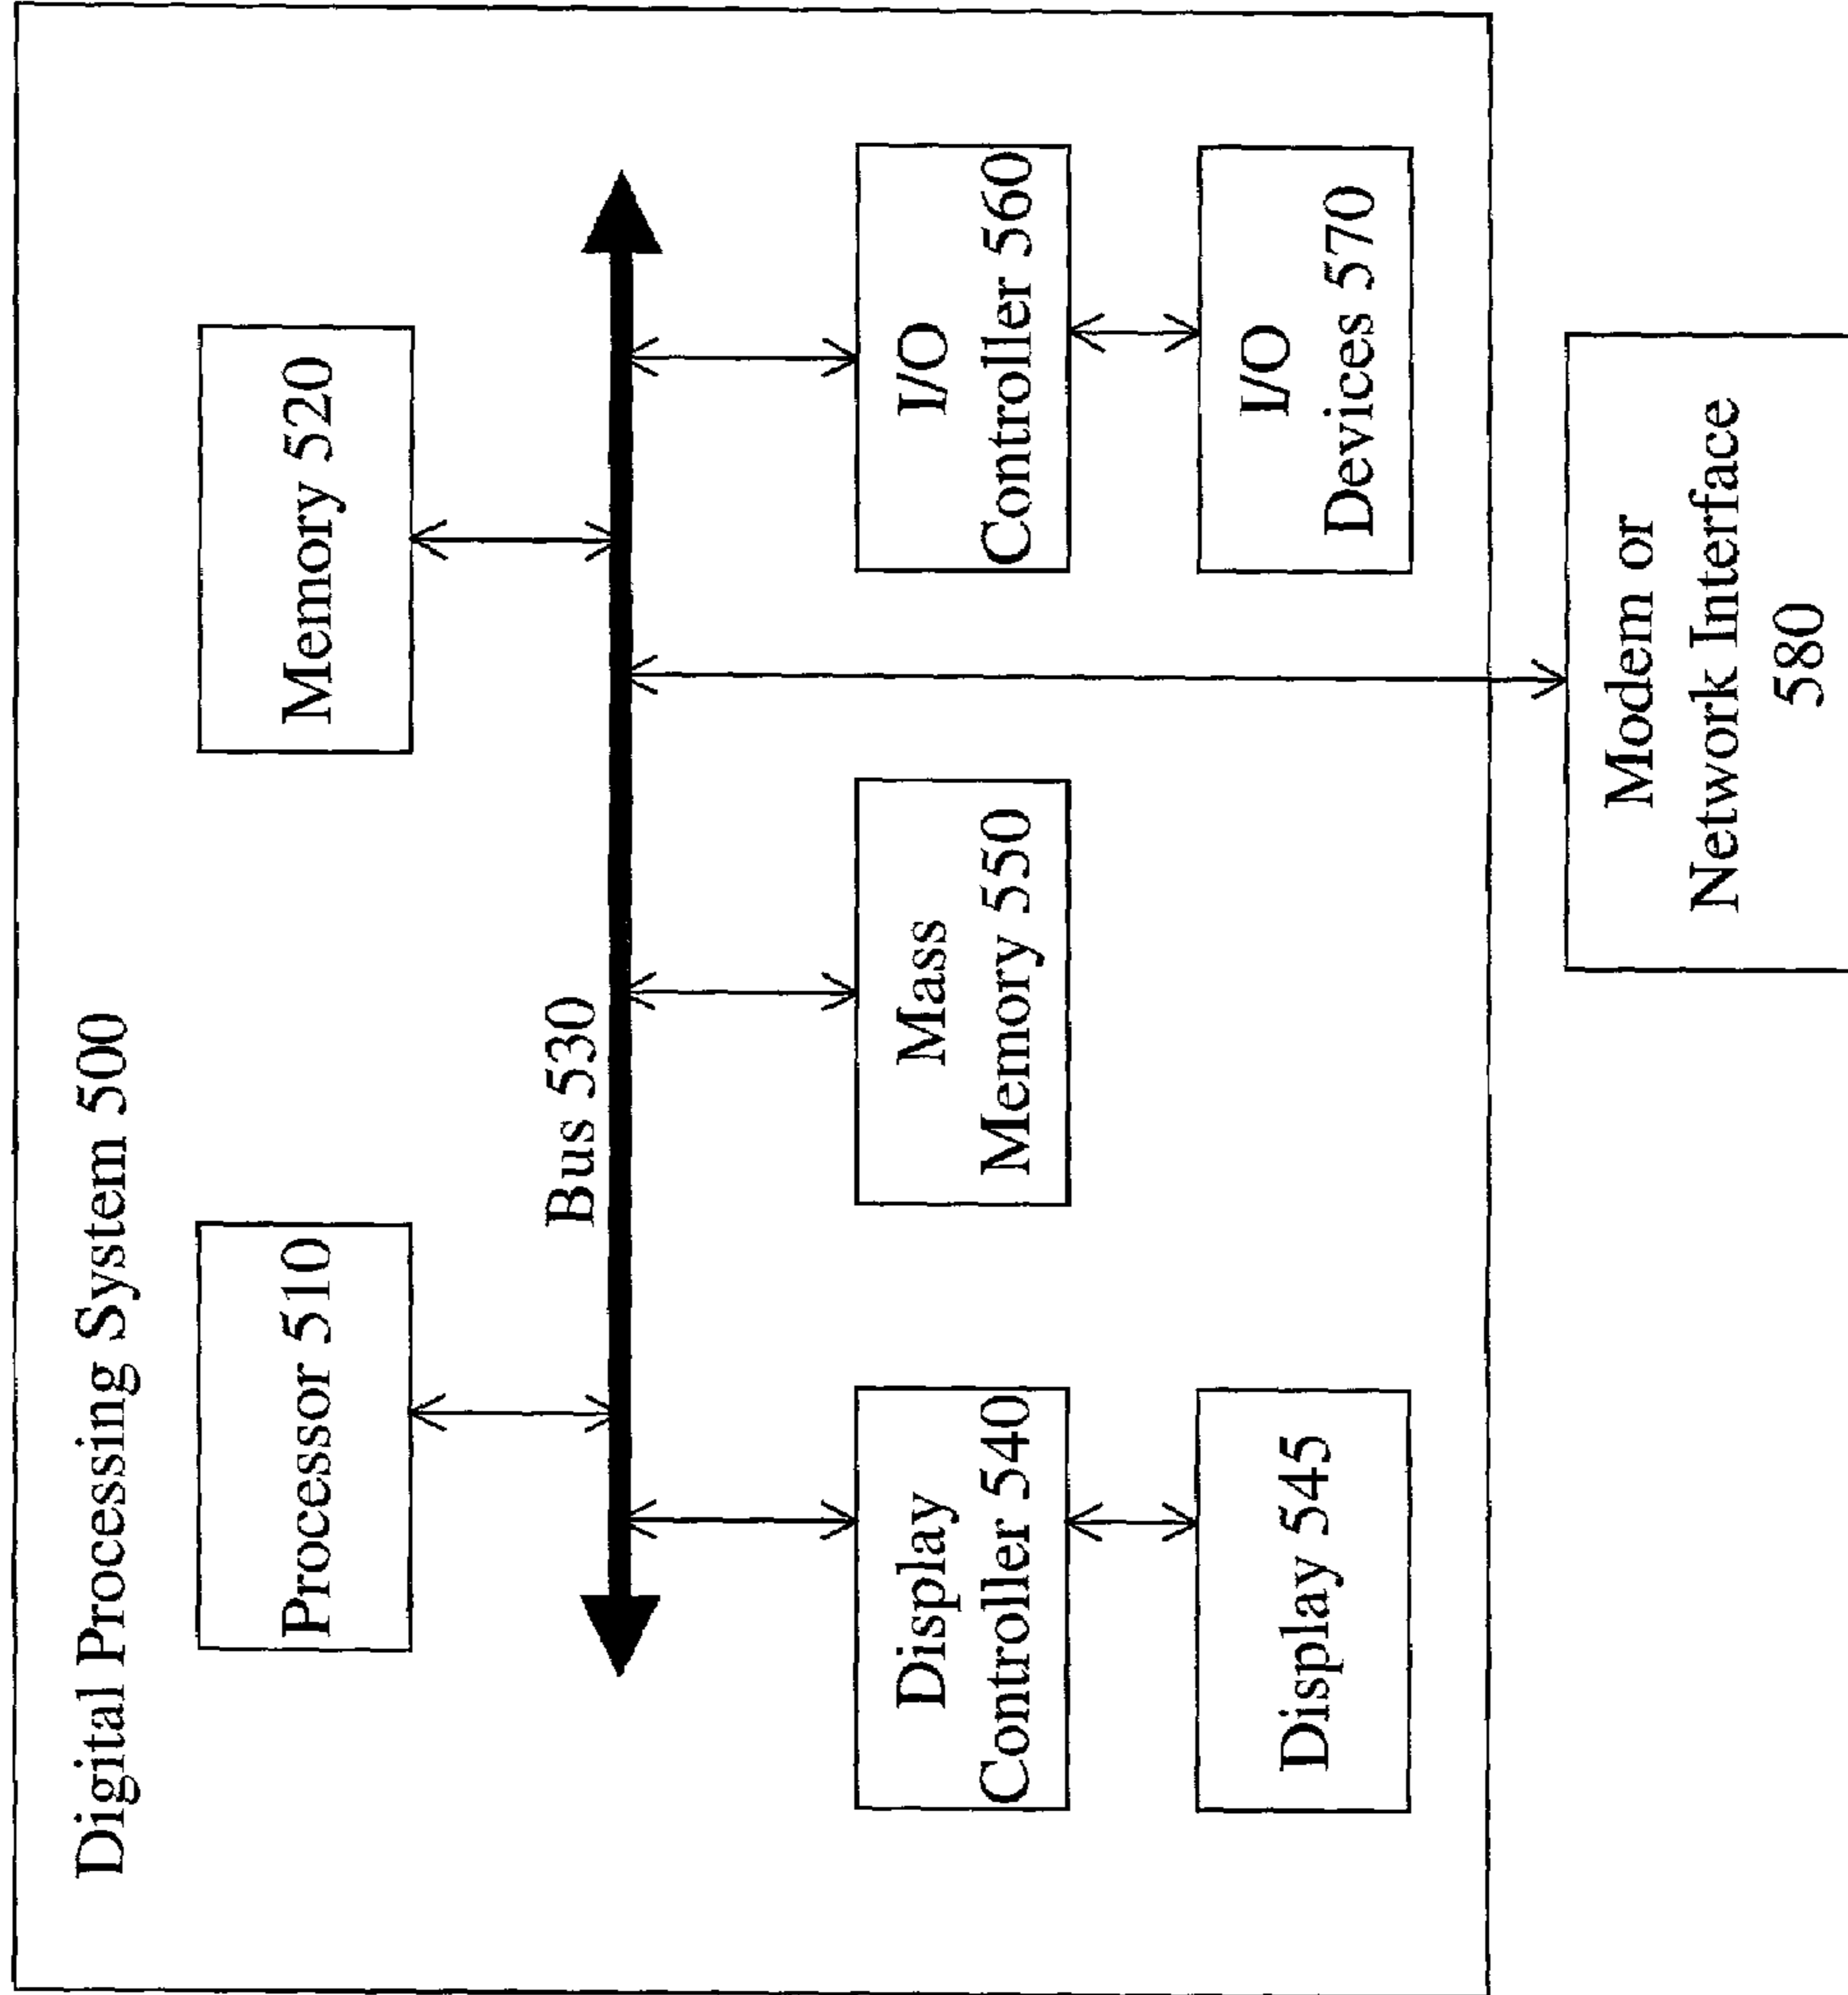 Digital Processing System 500
Processor 510
Memory 520
Bus 530
Display
Controller 540
Mass
Memory 550
I/O
Controller 560
Display 545
I/O
Devices 570
Modem or
Network Interface
580